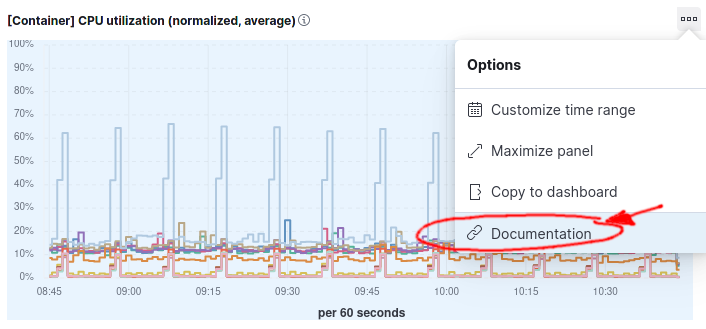 [Container] CPU utilization (normalized, average)
100%
90%
80%
70%
60%
50%
40%
30%
20%
10%
0%
08:45 09:00 09:15 09:30 09:45 10:00 10:15 10:30
per 60 seconds
Options
Customize time range
Maximize panel
Copy to dashboard
Documentation